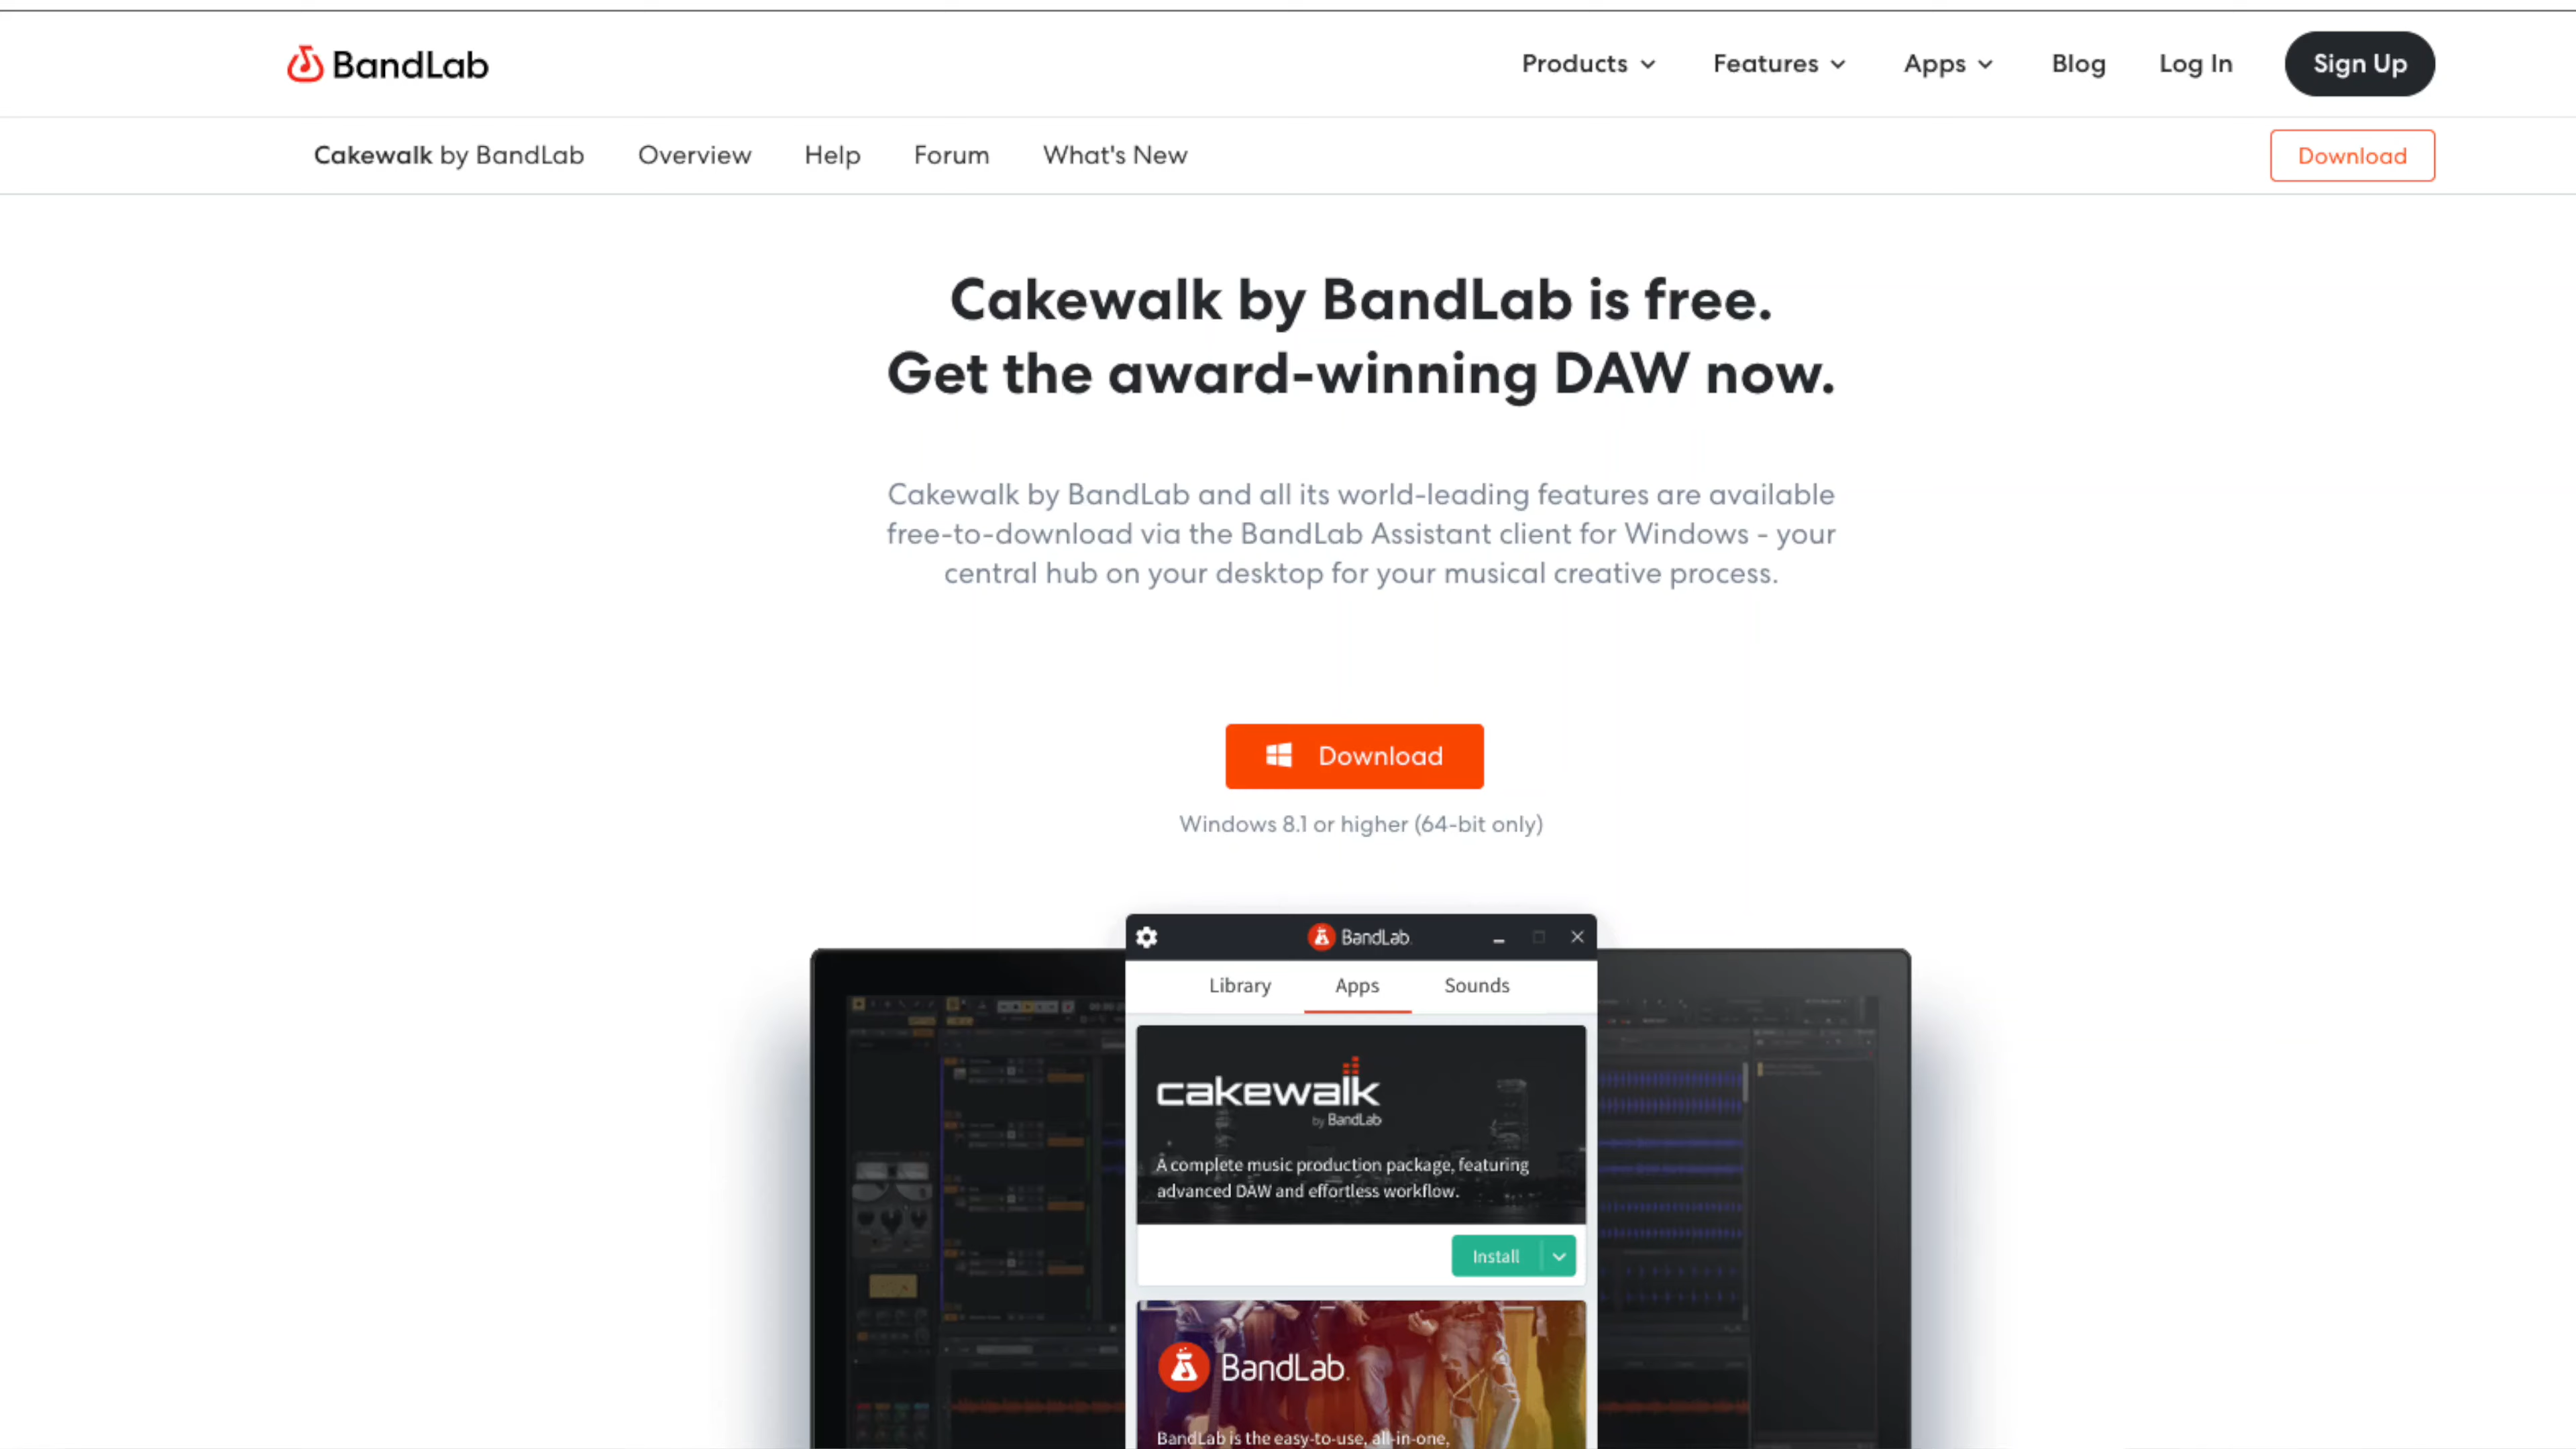 BandLab
Products
Features
Apps
Blog
Log In
Sign Up
Cakewalk by BandLab
Overview
Help
Forum
What's New
Download
Cakewalk by BandLab is free.
Get the award-winning DAW now.
Cakewalk by BandLab and all its world-leading features are available
free-to-download via the BandLab Assistant client for Windows - your
central hub on your desktop for your musical creative process.
Download
Windows 8.1 or higher (64-bit only)
BandLab.
Library
Apps
Sounds
cakewalk
by BandLab
A complete music production package, featuring
advanced DAW and effortless workflow.
Install
BandLab.
BandLab is the easy-to-use, all-in-one,